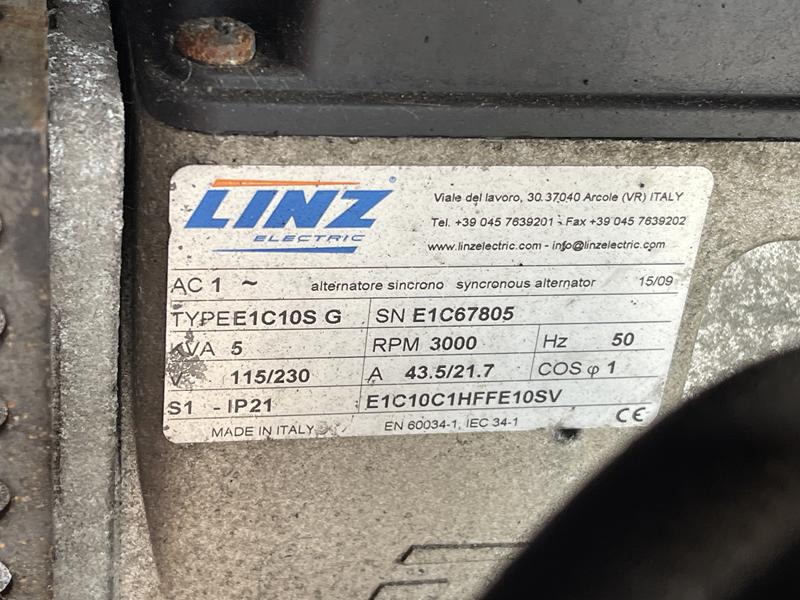 LINZ ®
ELECTRIC
Viale del lavoro, 30 37040 Arcole (VR) ITALY
Tel. +39 045 7639201 - Fax +39 045 7639202
www.linzelectric.com - info@linzelectric.com
AC 1 ~ alternatore sincrono syncronous alternator 15/09
TYPE E1C10S G SN E1C67805
KVA 5 RPM 3000 Hz 50
V 115/230 A 43.5/21.7 COS φ 1
S1 - IP21 E1C10C1HFFE10SV
MADE IN ITALY EN 60034-1, IEC 34-1 CE